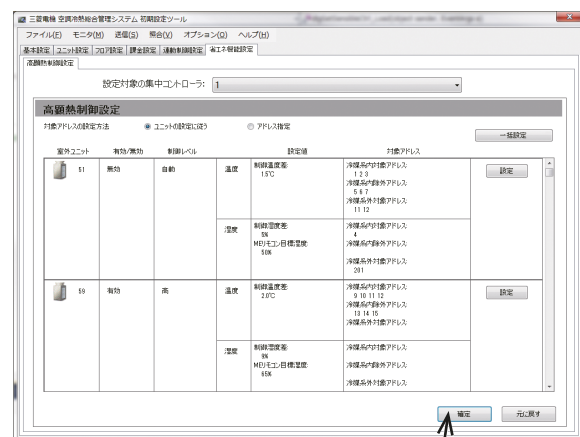 三菱電機 空調冷熱総合管理システム 初期設定ツール
ファイル(F) モニタ(M) 送信(S) 照会(V) オプション(O) ヘルプ(H)
基本設定 ユニット設定 フロア設定 課金設定 連動制御設定 省エネ機能設定
高顕熱制御設定
設定対象の集中コントローラ: 1
高顕熱制御設定
対象アドレスの設定方法 ユニットの設定に従う アドレス指定
一括設定
室外ユニット 有効/無効 制御レベル 設定値 対象アドレス
51 無効 自動 温度 制御温度差: 冷媒系内対象アドレス: 設定
1.5℃ 1 2 3
冷媒系内除外アドレス:
5 6 7
冷媒系外対象アドレス:
11 12
湿度 制御湿度差: 冷媒系内対象アドレス:
5% 4
MEリモコン目標湿度: 冷媒系内除外アドレス:
50%
冷媒系外対象アドレス:
201
59 有効 高 温度 制御温度差: 冷媒系内対象アドレス: 設定
2.0℃ 9 10 11 12
冷媒系内除外アドレス:
13 14 15
冷媒系外対象アドレス:
湿度 制御湿度差: 冷媒系内対象アドレス:
9%
MEリモコン目標湿度: 冷媒系内除外アドレス:
65%
冷媒系外対象アドレス:
確定 元に戻す